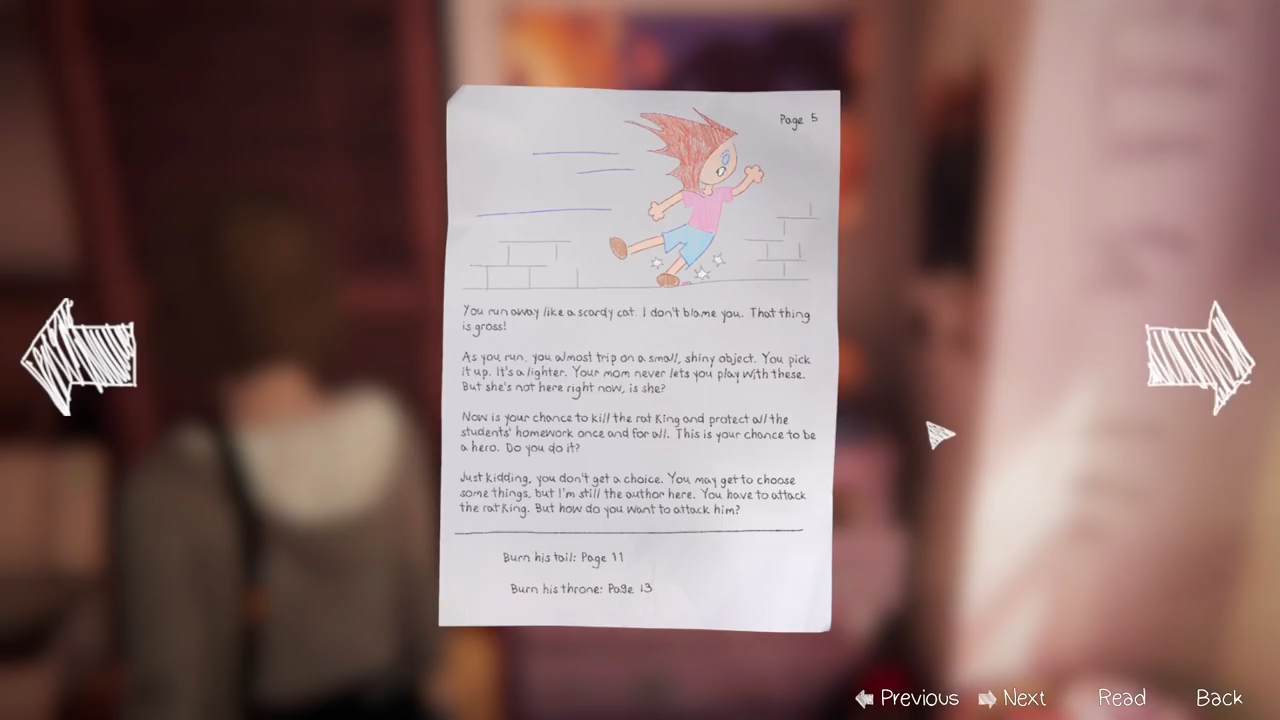 Page 5
You run away like a scardy cat. I don't blame you. That thing
is gross!
As you run, you almost trip on a small, shiny object. You pick
it up. It's a lighter. Your mom never lets you play with these.
But she's not here right now, is she?
Now is your chance to kill the rat King and protect all the
students' homework once and for all. This is your chance to be
a hero. Do you do it?
Just kidding, you don't get a choice. You may get to choose
some things, but I'm still the author here. You have to attack
the rat King. But how do you want to attack him?
Burn his tail: Page 11
Burn his throne: Page 13
Previous Next Read Back